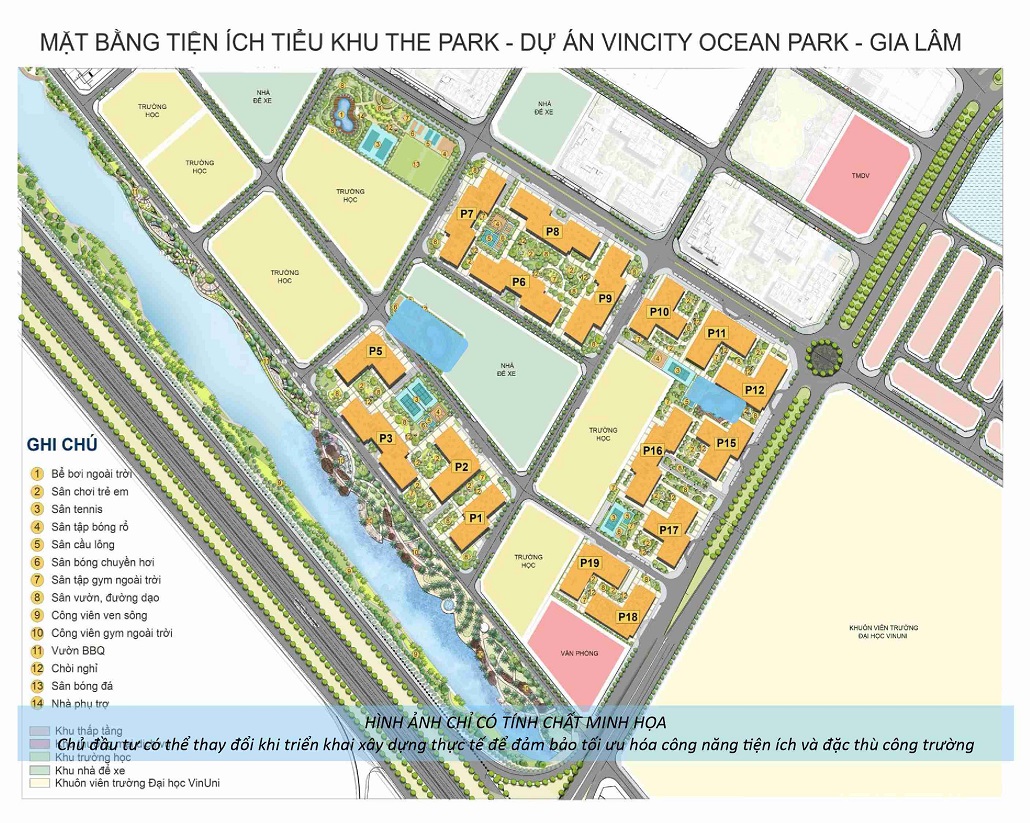 MẶT BẰNG TIỆN ÍCH TIỂU KHU THE PARK - DỰ ÁN VINCITY OCEAN PARK - GIA LÂM
TRƯỜNG
HỌC
NHÀ
ĐỂ XE
NHÀ
ĐỂ XE
TRƯỜNG
HỌC
TRƯỜNG
HỌC
TMDV
P7
P8
P6
P9
TRƯỜNG
HỌC
P10
P11
P12
P5
NHÀ
ĐỂ XE
TRƯỜNG
HỌC
P3
P2
P1
P16
P15
P17
TRƯỜNG
HỌC
P19
P18
VĂN PHÒNG
KHUÔN VIÊN TRƯỜNG
ĐẠI HỌC VINUNI
GHI CHÚ
1 Bể bơi ngoài trời
2 Sân chơi trẻ em
3 Sân tennis
4 Sân tập bóng rổ
5 Sân cầu lông
6 Sân bóng chuyền hơi
7 Sân tập gym ngoài trời
8 Sân vườn, đường dạo
9 Công viên ven sông
10 Công viên gym ngoài trời
11 Vườn BBQ
12 Chòi nghỉ
13 Sân bóng đá
14 Nhà phụ trợ
Khu thấp tầng
Khu trường học
Khu nhà để xe
Khuôn viên trường Đại học VinUni
HÌNH ẢNH CHỈ CÓ TÍNH CHẤT MINH HỌA
Chủ đầu tư có thể thay đổi khi triển khai xây dựng thực tế để đảm bảo tối ưu hóa công năng tiện ích và đặc thù công trường